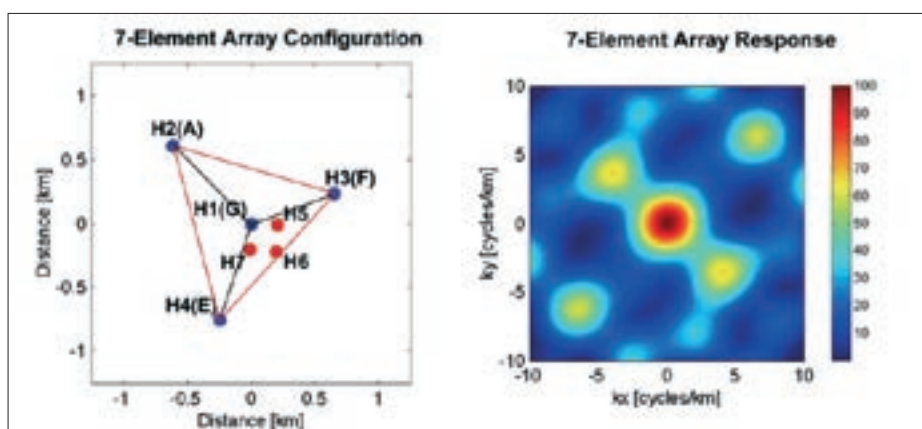 7-Element Array Configuration
1
0.5
0
-0.5
-1
Distance [km]
H2(A)
H3(F)
H1(G)
H5
H7
H6
H4(E)
-1
-0.5
0
0.5
1
Distance [km]
7-Element Array Response
10
5
0
-5
-10
ky [cycles/km]
-10
-5
0
5
10
kx [cycles/km]
100
90
80
70
60
50
40
30
20
10